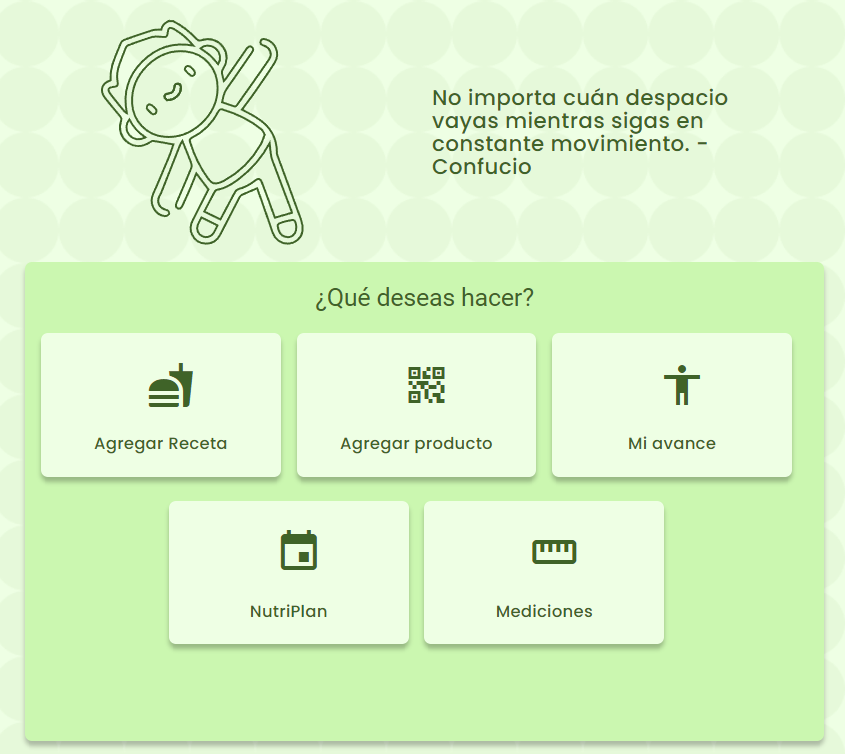 No importa cuán despacio
vayas mientras sigas en
constante movimiento. -
Confucio
¿Qué deseas hacer?
Agregar Receta
Agregar producto
Mi avance
NutriPlan
Mediciones